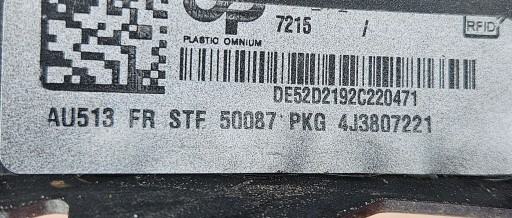 7215 /
RFID
PLASTIC OMNIUM
DE52D2192C220471
AU513 FR STF 50087 PKG 4J3807221